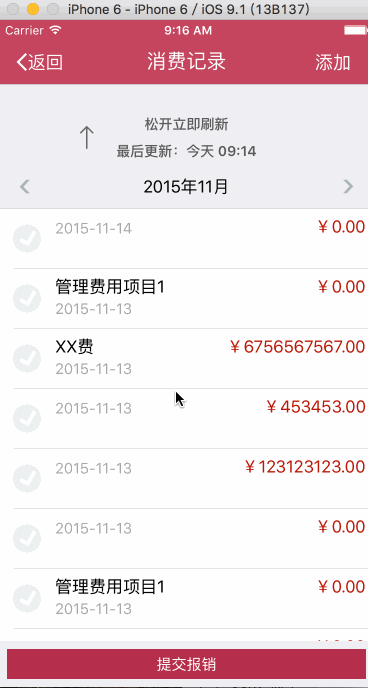 iPhone 6 - iPhone 6 / iOS 9.1 (13B137)
Carrier 9:16 AM
返回 消费记录 添加
松开立即刷新
最后更新：今天 09:14
2015年11月
2015-11-14 ￥0.00
管理费用项目1 ￥0.00
2015-11-13
XX费 ￥6756567567.00
2015-11-13
2015-11-13 ￥453453.00
2015-11-13 ￥123123123.00
2015-11-13 ￥0.00
管理费用项目1 ￥0.00
2015-11-13
提交报销